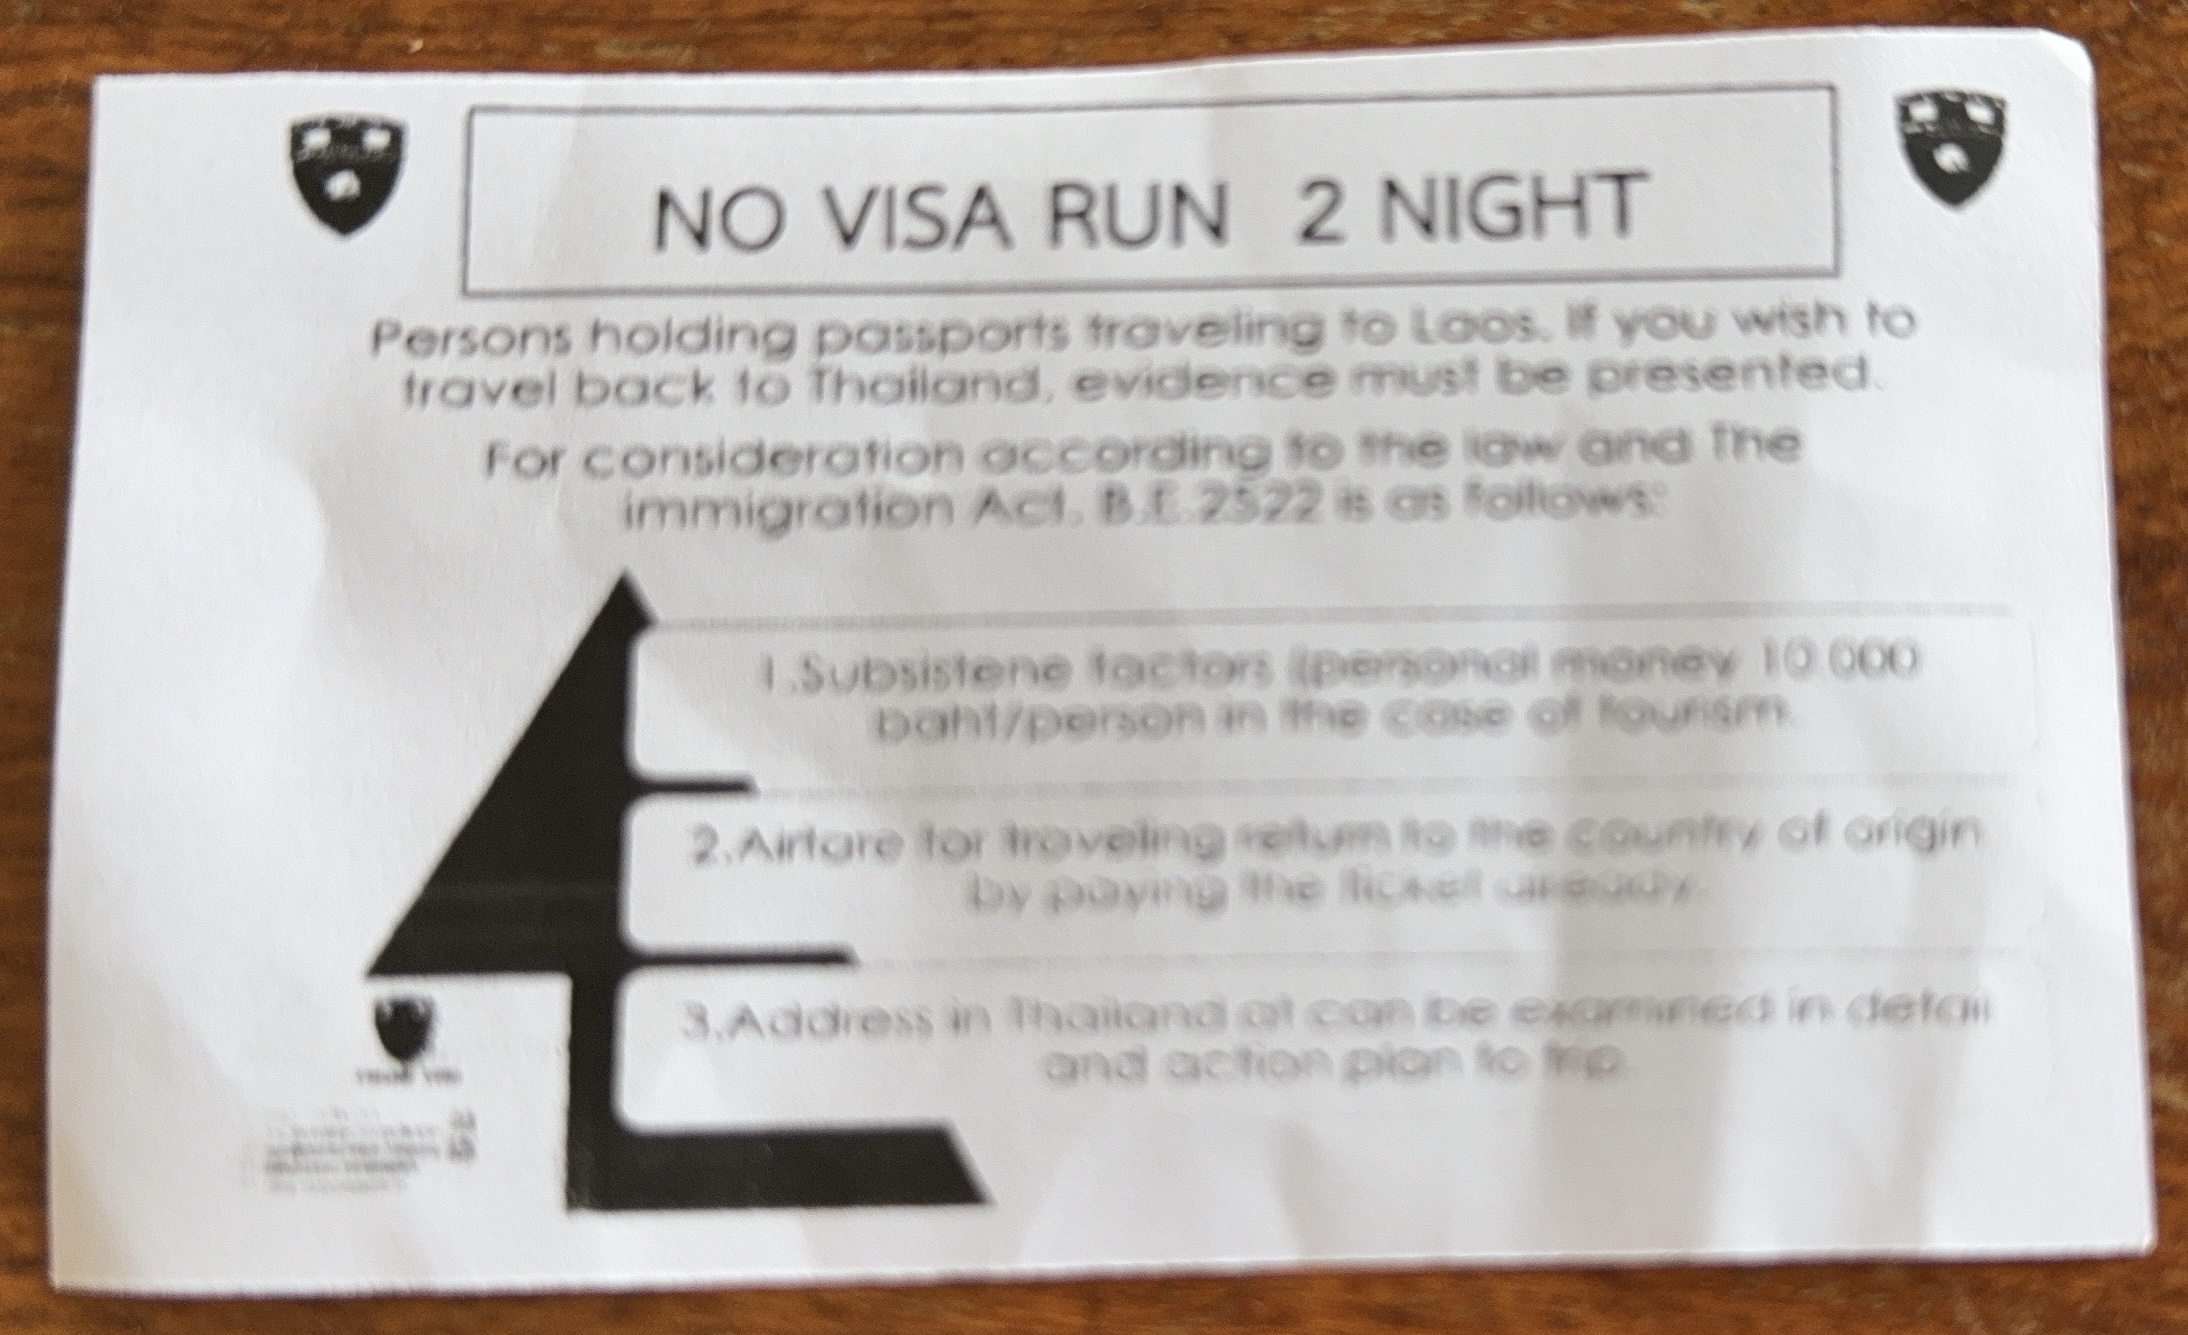 NO VISA RUN 2 NIGHT
Persons holding passports traveling to Laos. If you wish to
travel back to Thailand, evidence must be presented.
For consideration according to the law and The
immigration Act, B.E.2522 is as follows:
1.Subsistene factors (personal money 10,000
baht/person in the case of tourism.
2.Airfare for traveling return to the country of origin
by paying the ticket already.
3.Address in Thailand at can be examined in detail
and action plan to trip.
THANK YOU